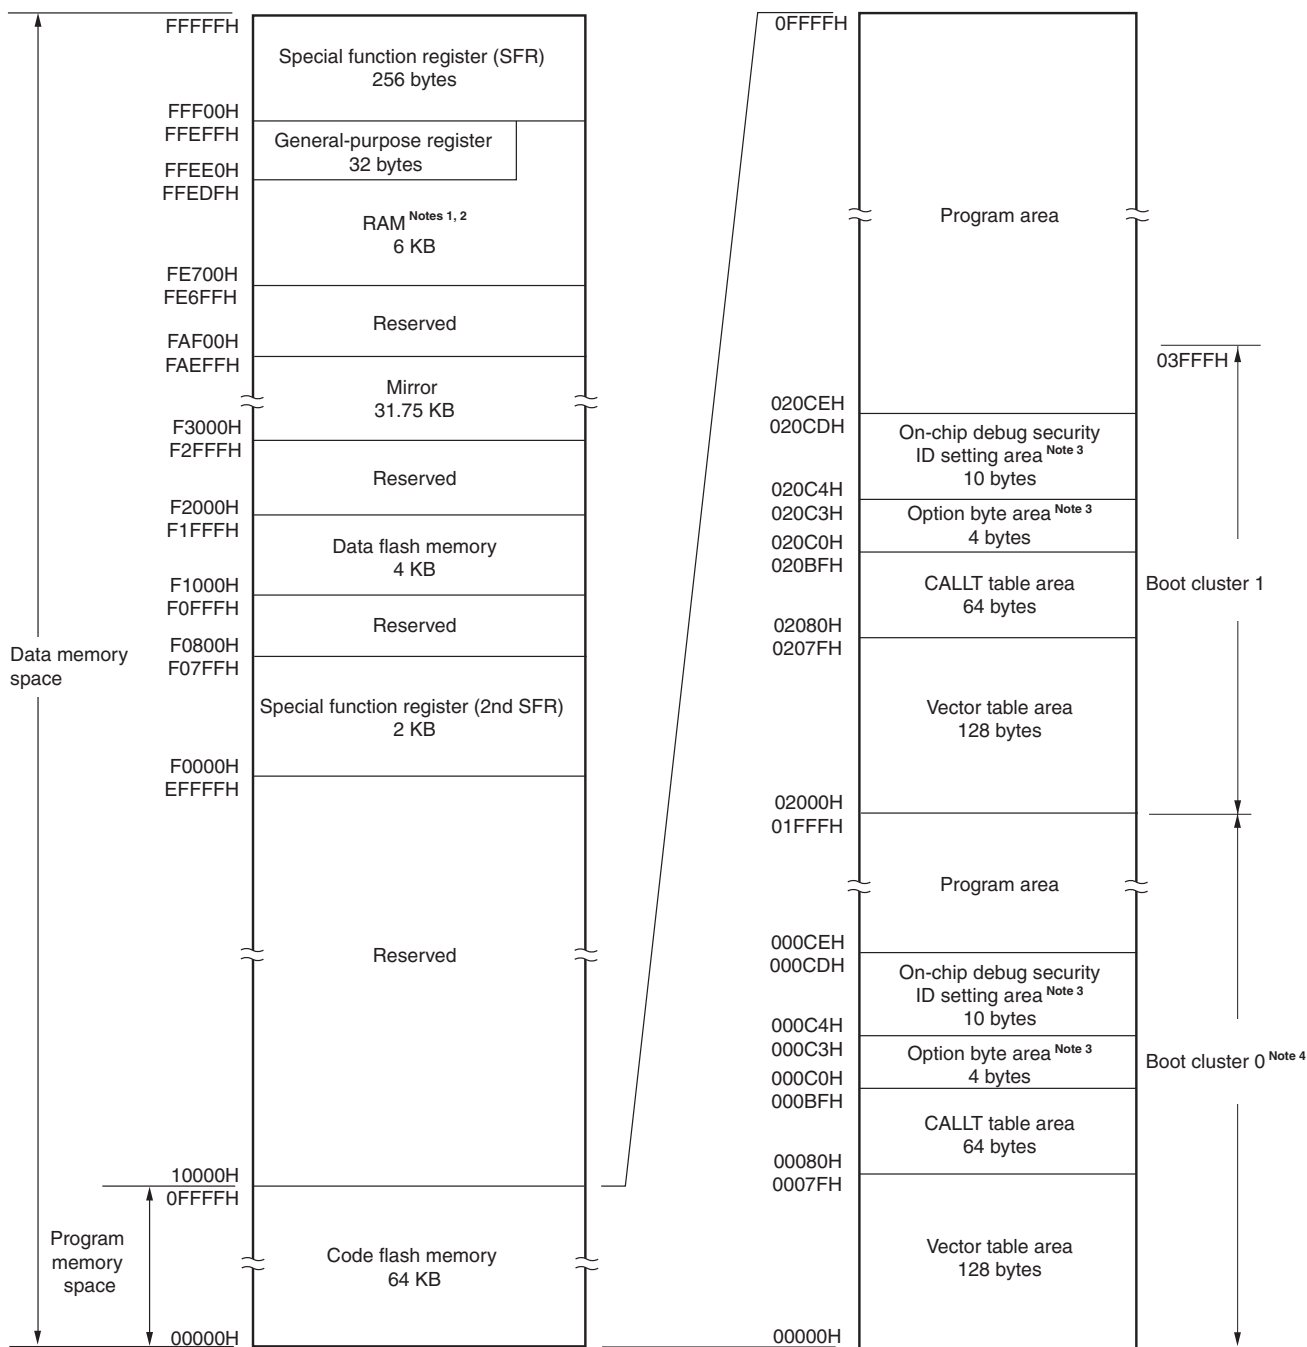 FFFFFH
Special function register (SFR)
256 bytes
FFF00H
FFEFFH
General-purpose register
32 bytes
FFEE0H
FFEDFH
RAM Notes 1, 2
6 KB
FE700H
FE6FFH
Reserved
FAF00H
FAEFFH
Mirror
31.75 KB
F3000H
F2FFFH
Reserved
F2000H
F1FFFH
Data flash memory
4 KB
F1000H
F0FFFH
Reserved
F0800H
F07FFH
Data memory
space
Special function register (2nd SFR)
2 KB
F0000H
EFFFFH
Reserved
10000H
0FFFFH
Program
memory
space
Code flash memory
64 KB
00000H
0FFFFH
Program area
03FFFH
020CEH
020CDH
On-chip debug security
ID setting area Note 3
10 bytes
020C4H
020C3H
Option byte area Note 3
4 bytes
020C0H
020BFH
CALLT table area
64 bytes
Boot cluster 1
02080H
0207FH
Vector table area
128 bytes
02000H
01FFFH
Program area
000CEH
000CDH
On-chip debug security
ID setting area Note 3
10 bytes
000C4H
000C3H
Option byte area Note 3
4 bytes
Boot cluster 0 Note 4
000C0H
000BFH
CALLT table area
64 bytes
00080H
0007FH
Vector table area
128 bytes
00000H